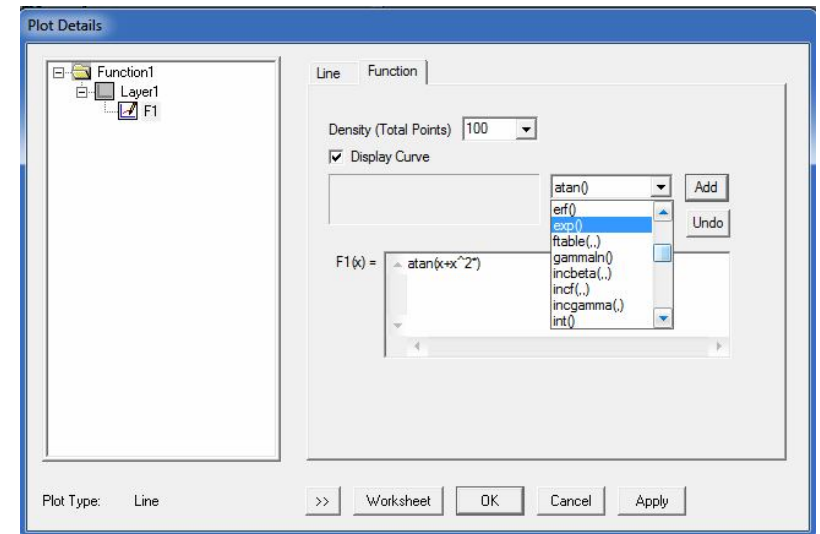 Plot Details
Function1
Layer1
F1
Line Function
Density (Total Points) 100
Display Curve
atan() Add
erf()
exp() Undo
ftable(,,)
gammaln()
incbeta(,,)
incf(,,)
incgamma(,)
int()
F1(x) = atan(x+x^2*)
Plot Type: Line
>> Worksheet OK Cancel Apply